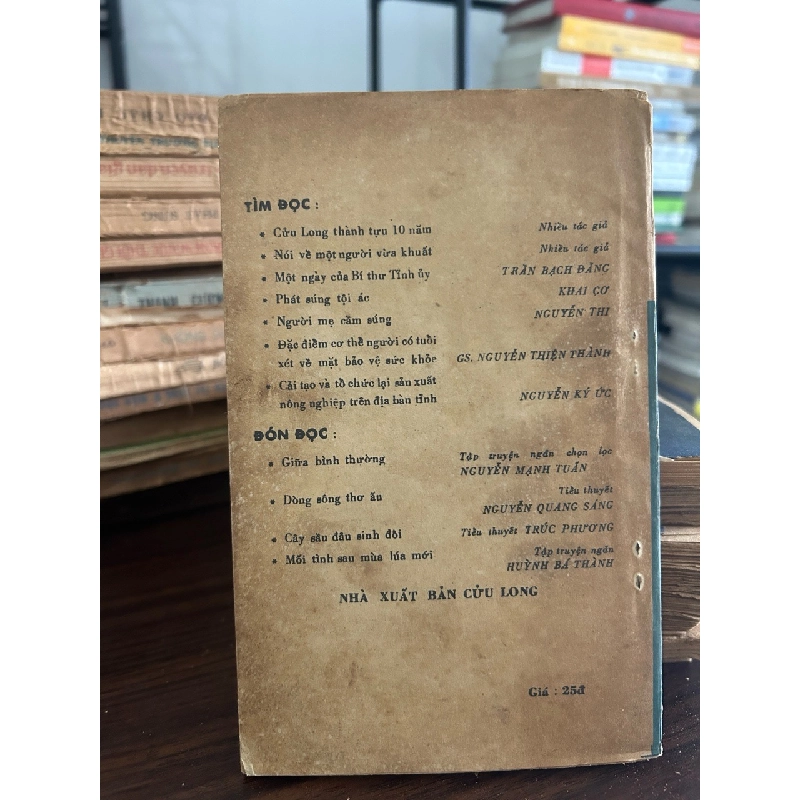 TÌM ĐỌC :
• Cửu Long thành tựu 10 năm Nhiều tác giả
• Nói về một người vừa khuất Nhiều tác giả
• Một ngày của Bí thư Tỉnh ủy TRẦN BẠCH ĐẰNG
• Phát súng tội ác KHAI CƠ
• Người mẹ cầm súng NGUYỄN THI
• Đặc điểm cơ thể người có tuổi
xét về mặt bảo vệ sức khỏe GS. NGUYỄN THIỆN THÀNH
• Cải tạo và tổ chức lại sản xuất
nông nghiệp trên địa bàn tỉnh NGUYỄN KÝ ỨC
ĐÓN ĐỌC :
• Giữa bình thường Tập truyện ngắn chọn lọc
NGUYỄN MẠNH TUẤN
• Dòng sông thơ ấu Tiểu thuyết
NGUYỄN QUANG SÁNG
• Cây sầu đâu sinh đôi Tiểu thuyết TRÚC PHƯƠNG
• Mối tình sau mùa lúa mới Tập truyện ngắn
HUỲNH BÁ THÀNH
NHÀ XUẤT BẢN CỬU LONG
Giá : 25đ